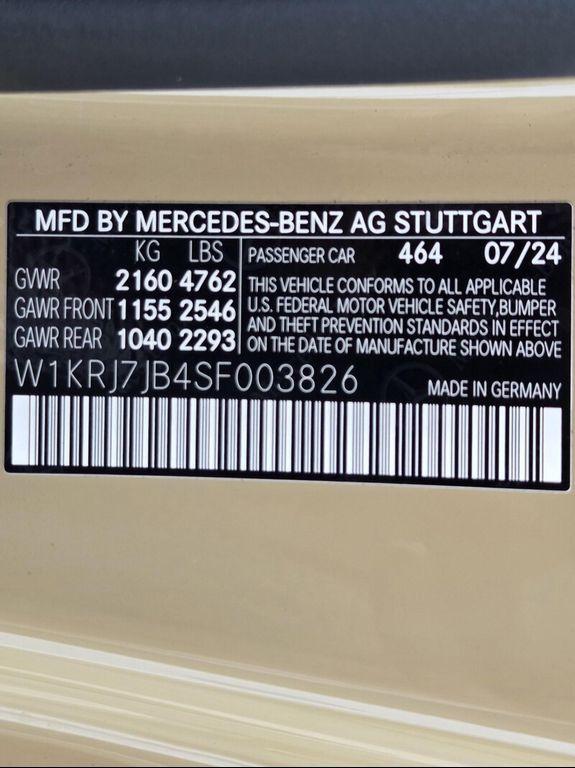 MFD BY MERCEDES-BENZ AG STUTTGART
KG LBS
GVWR 2160 4762
GAWR FRONT 1155 2546
GAWR REAR 1040 2293
PASSENGER CAR 464 07/24
THIS VEHICLE CONFORMS TO ALL APPLICABLE
U.S. FEDERAL MOTOR VEHICLE SAFETY,BUMPER
AND THEFT PREVENTION STANDARDS IN EFFECT
ON THE DATE OF MANUFACTURE SHOWN ABOVE
W1KRJ7JB4SF003826
MADE IN GERMANY